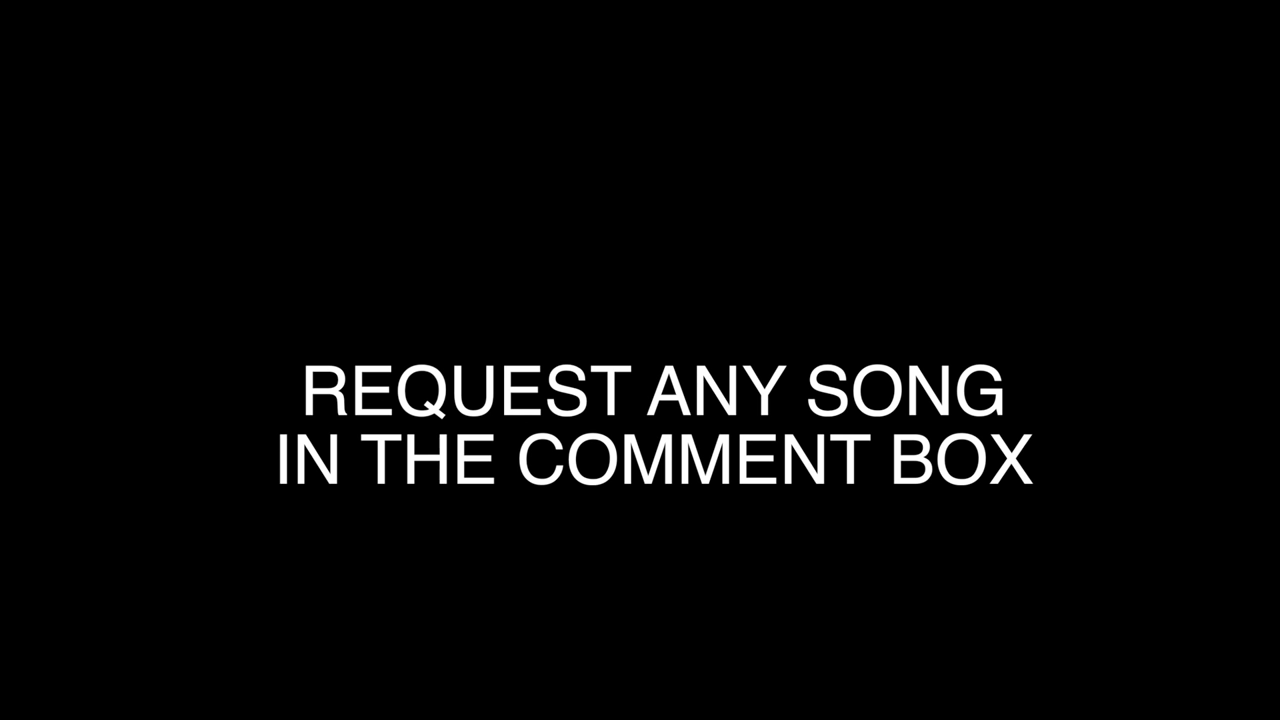 REQUEST ANY SONG
IN THE COMMENT BOX